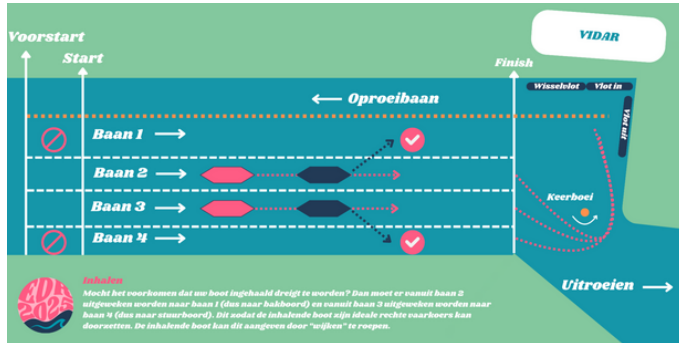 Voorstart
Start
VIDAR
Finish
Wisselvlot
Vlot in
Oproeibaan
Vlot uit
Baan 1
Baan 2
Baan 3
Keerboei
Baan 4
Uitroeien
EDR
2025
Inhalen
Mocht het voorkomen dat uw boot ingehaald dreigt te worden? Dan moet er vanuit baan 2
uitgeweken worden naar baan 1 (dus naar bakboord) en vanuit baan 3 uitgeweken worden naar
baan 4 (dus naar stuurboord). Dit zodat de inhalende boot zijn ideale rechte vaarkoers kan
doorzetten. De inhalende boot kan dit aangeven door "wijken" te roepen.